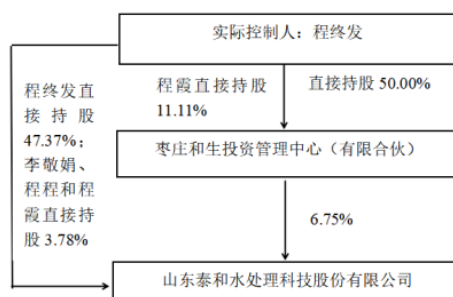 实际控制人：程终发
程终发直
接持股
47.37%；
李敬娟、
程程和程
霞直接持
股 3.78%
程霞直接持股
11.11%
直接持股 50.00%
枣庄和生投资管理中心（有限合伙）
6.75%
山东泰和水处理科技股份有限公司